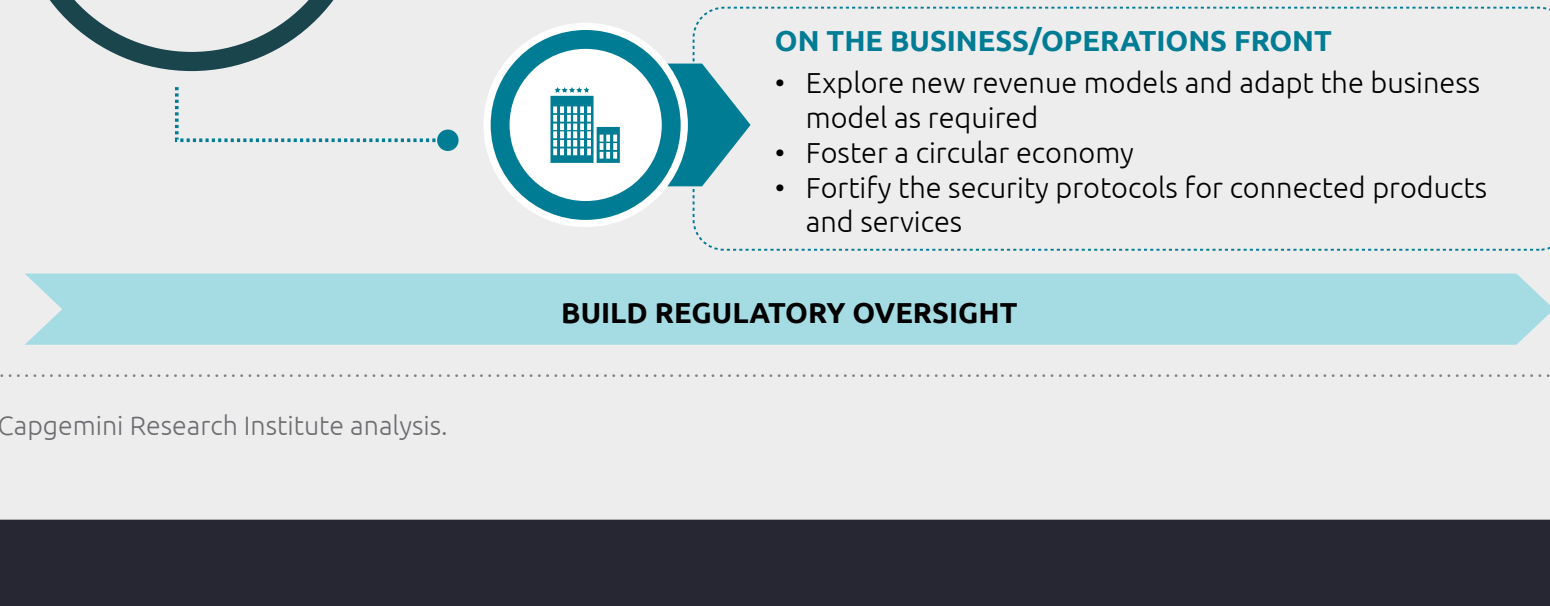 ON THE BUSINESS/OPERATIONS FRONT
• Explore new revenue models and adapt the business
model as required
• Foster a circular economy
• Fortify the security protocols for connected products
and services
BUILD REGULATORY OVERSIGHT
Capgemini Research Institute analysis.